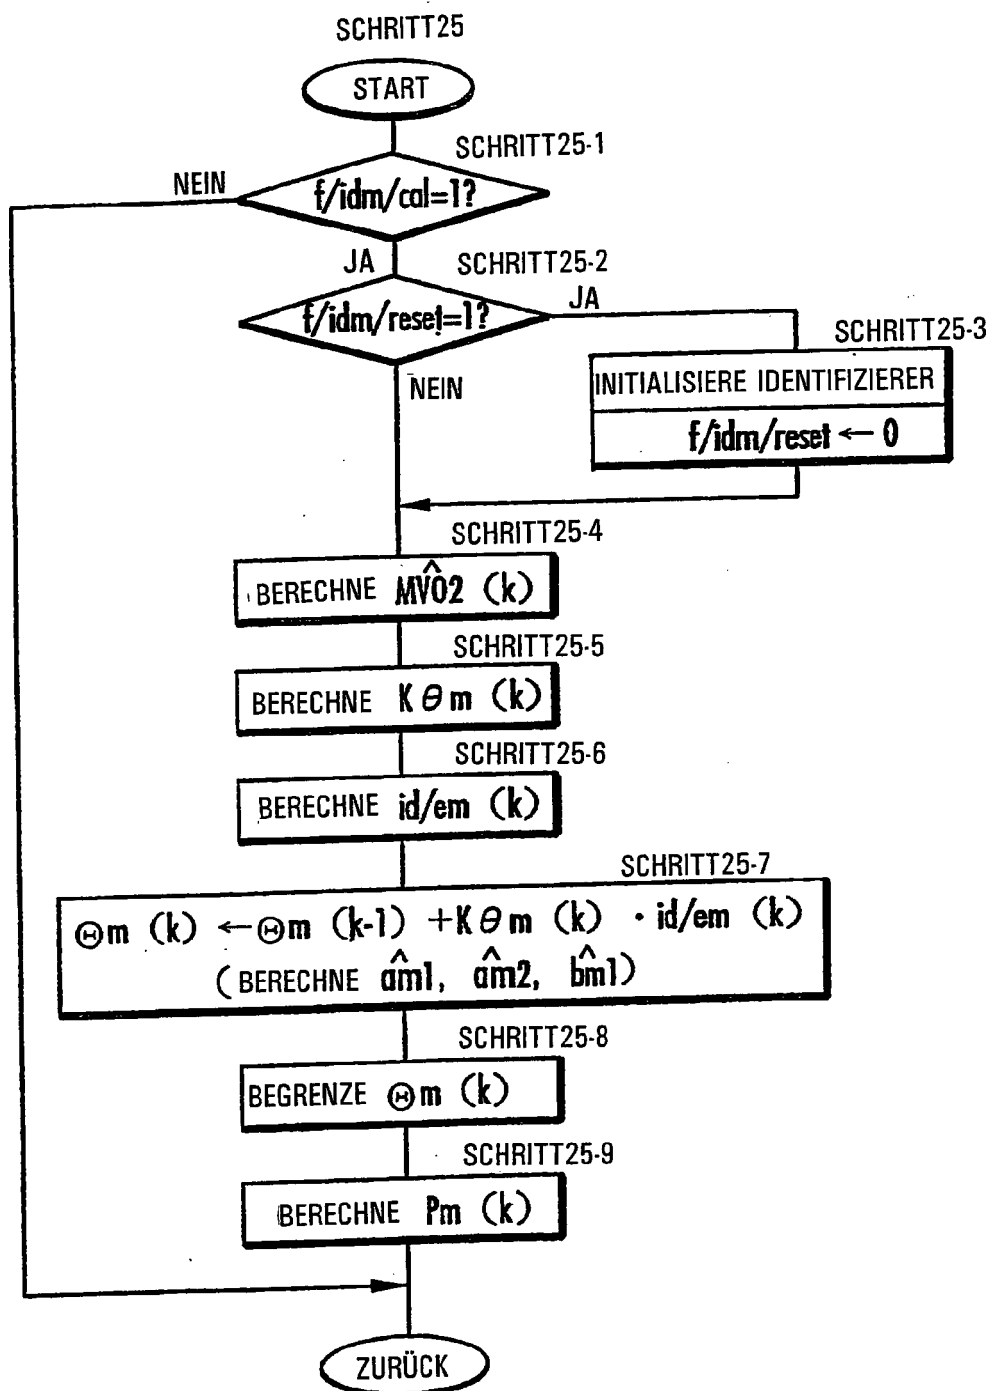 SCHRITT25
START
SCHRITT25-1
NEIN
f/idm/cal=1?
JA
SCHRITT25-2
f/idm/reset=1?
JA
SCHRITT25-3
NEIN
INITIALISIERE IDENTIFIZIERER
f/idm/reset ← 0
SCHRITT25-4
BERECHNE MV̂O2 (k)
SCHRITT25-5
BERECHNE Kθm (k)
SCHRITT25-6
BERECHNE id/em (k)
SCHRITT25-7
Θm (k) ← Θm (k-1) +Kθm (k) · id/em (k)
(BERECHNE âm1, âm2, b̂m1)
SCHRITT25-8
BEGRENZE Θm (k)
SCHRITT25-9
BERECHNE Pm (k)
ZURÜCK